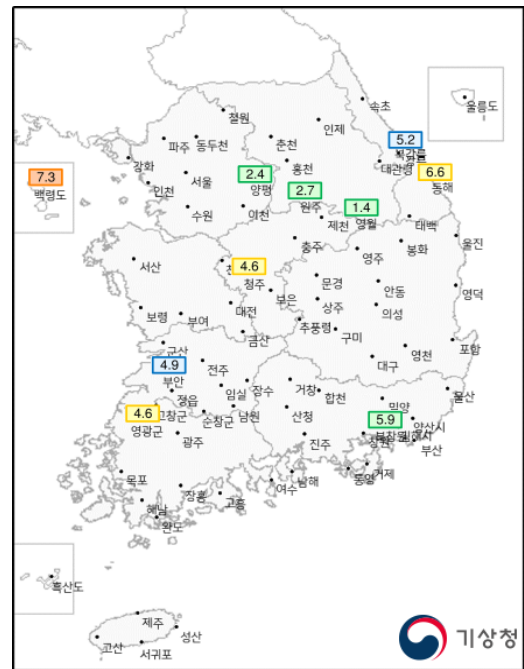 속초
울릉도
철원
인제
파주
동두천
춘천
5.2
강화
홍천
대관령
7.3
백령도
인천
서울
2.4
양평
2.7
원주
6.6
동해
수원
이천
제천
1.4
영월
태백
충주
영주
봉화
울진
서산
4.6
청주
문경
안동
보은
상주
의성
영덕
보령
부여
대전
추풍령
금산
구미
군산
대구
영천
포항
4.9
부안
전주
정읍
임실
장수
거창
합천
밀양
울산
4.6
고창군
영광군
순창군
남원
산청
5.9
양산시
광주
진주
북창원
부산
목포
장흥
고흥
여수
남해
통영
거제
해남
완도
흑산도
제주
성산
고산
서귀포
기상청